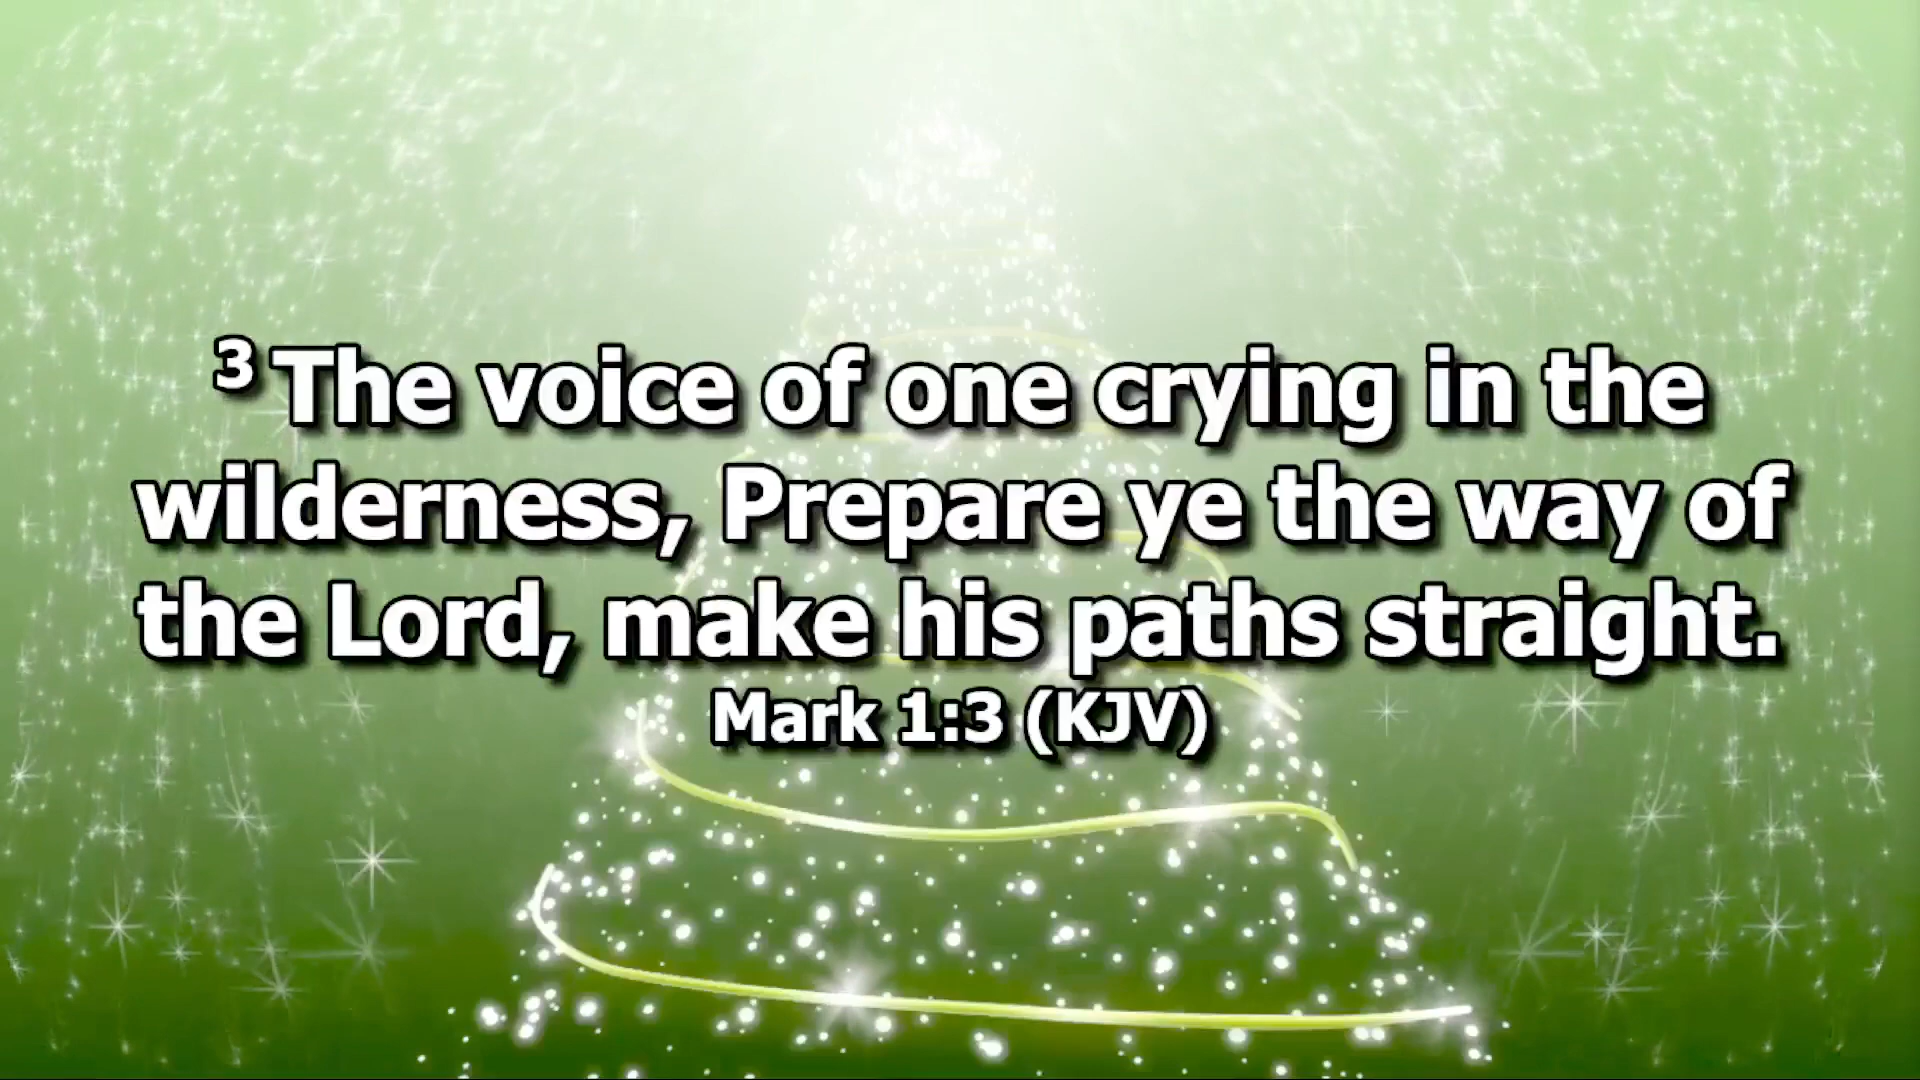 ³ The voice of one crying in the
wilderness, Prepare ye the way of
the Lord, make his paths straight.
Mark 1:3 (KJV)